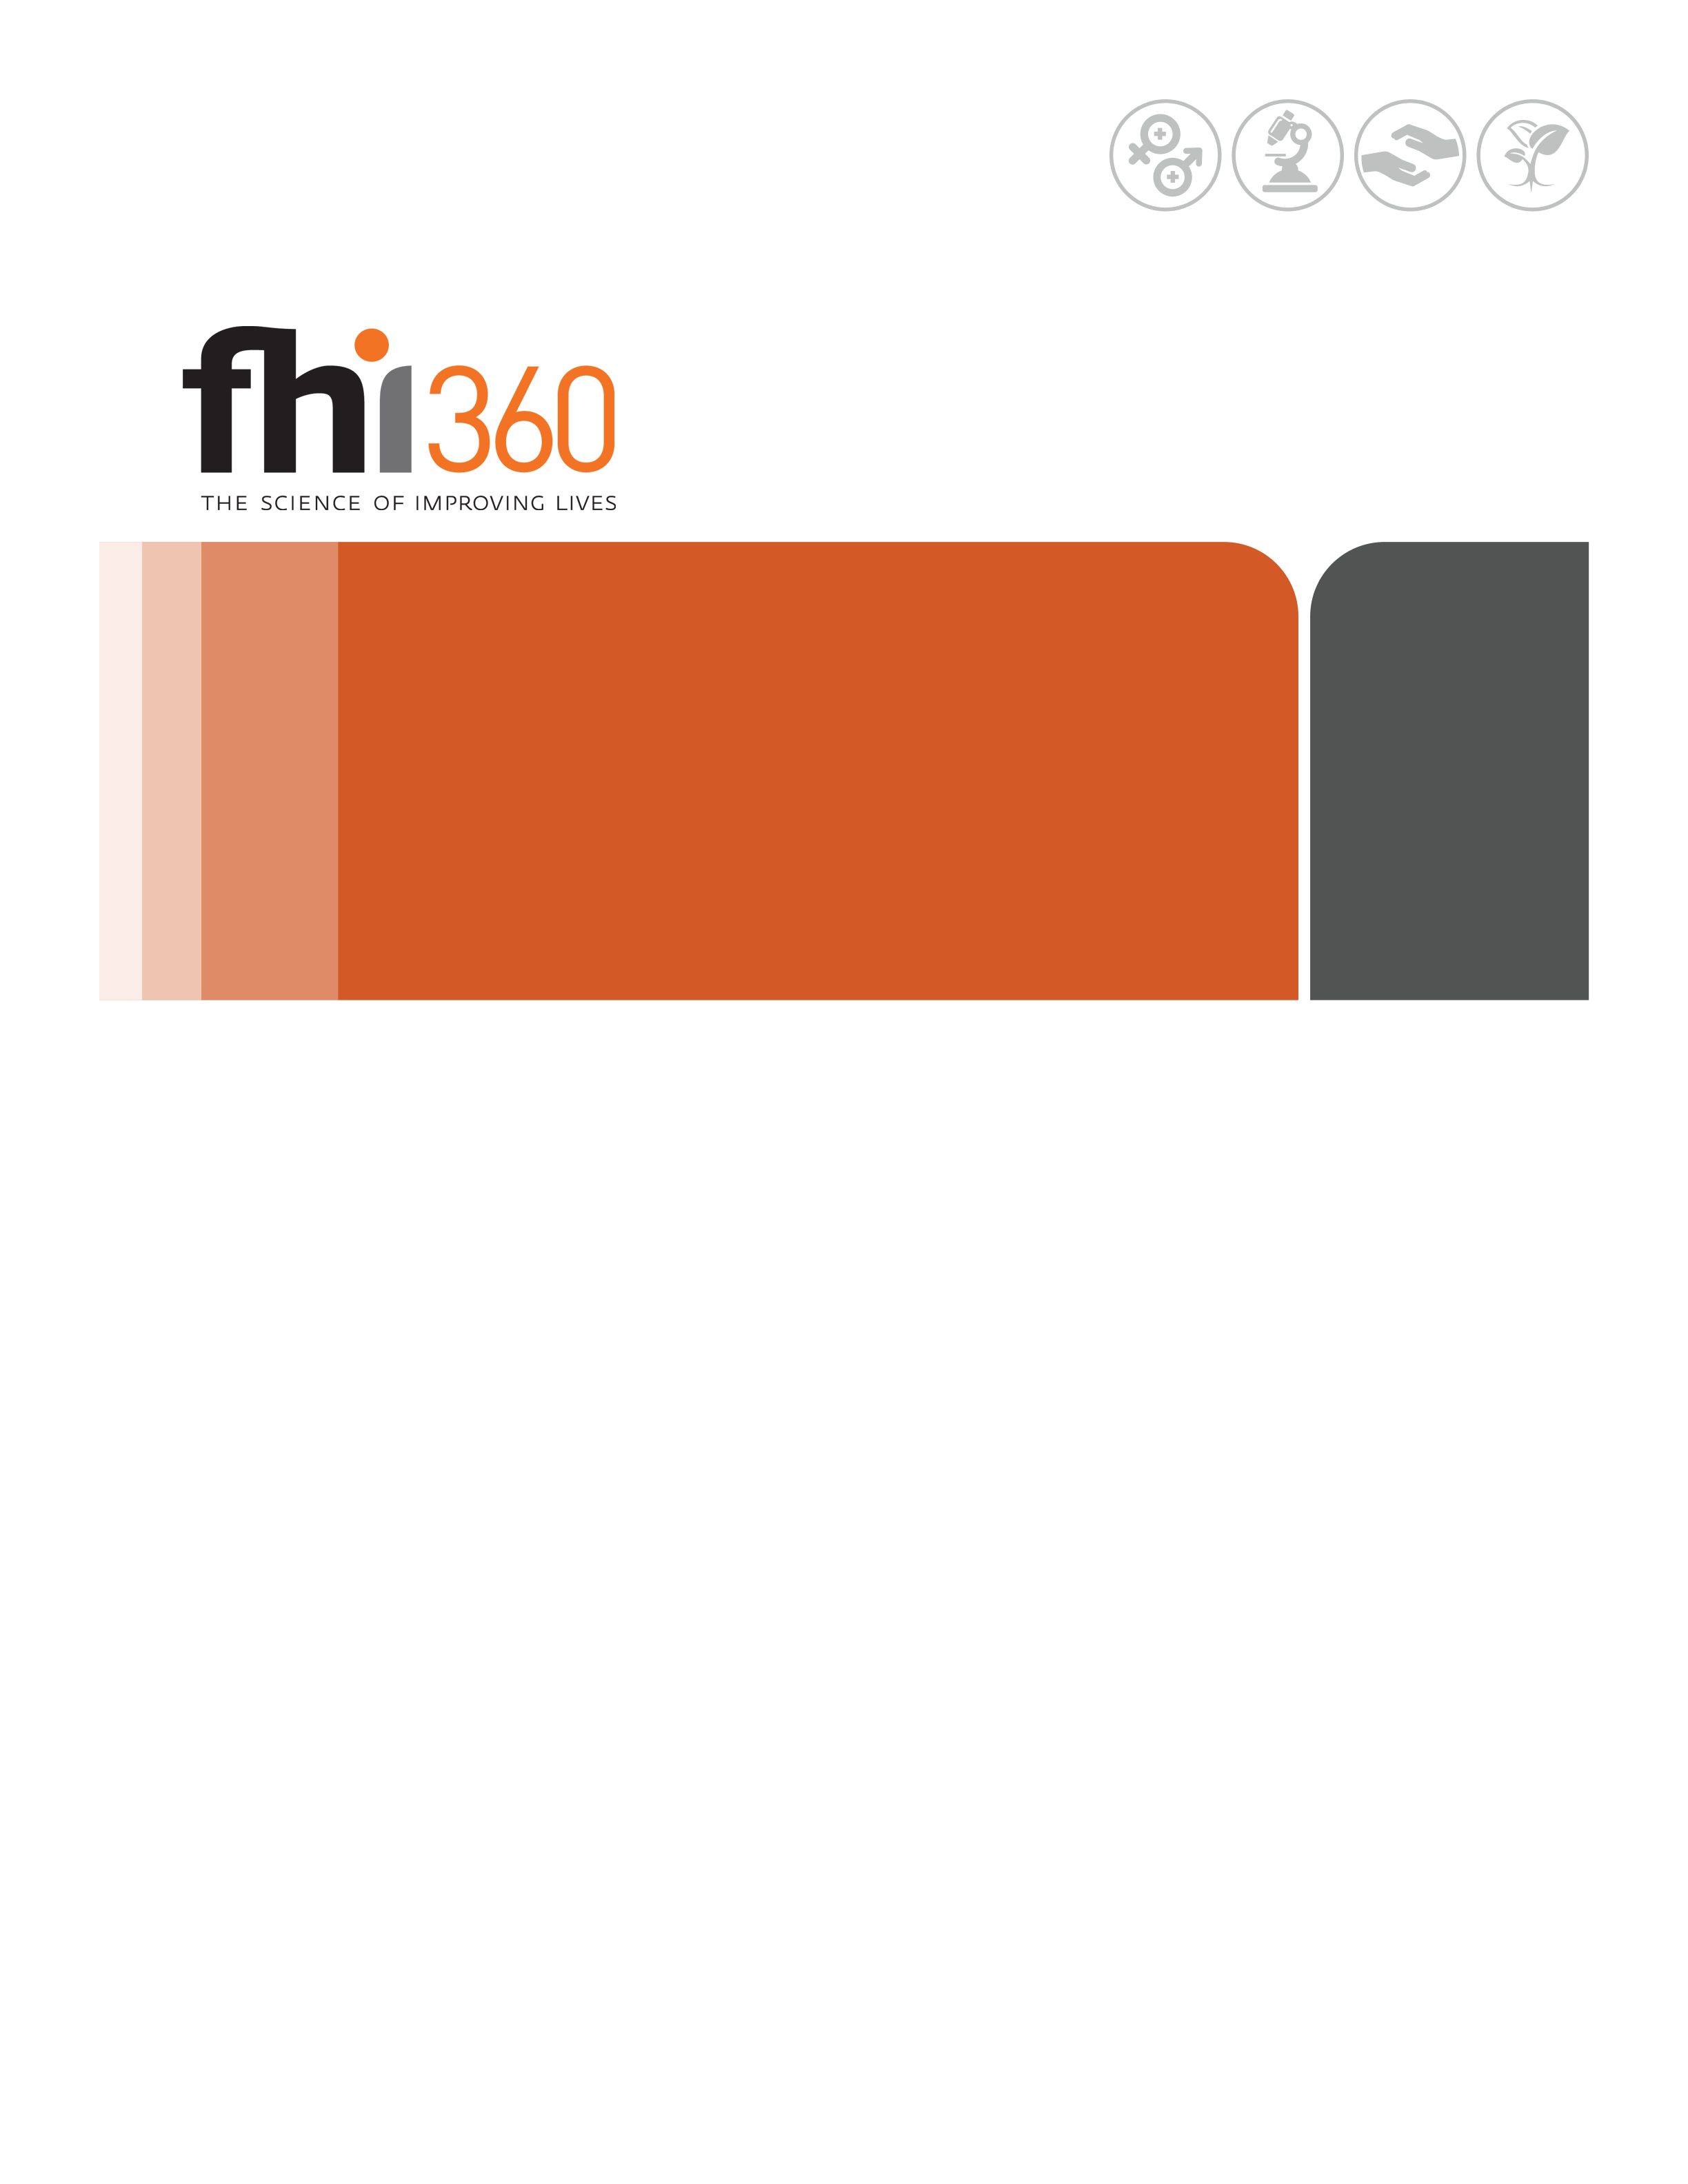 fhi360
THE SCIENCE OF IMPROVING LIVES